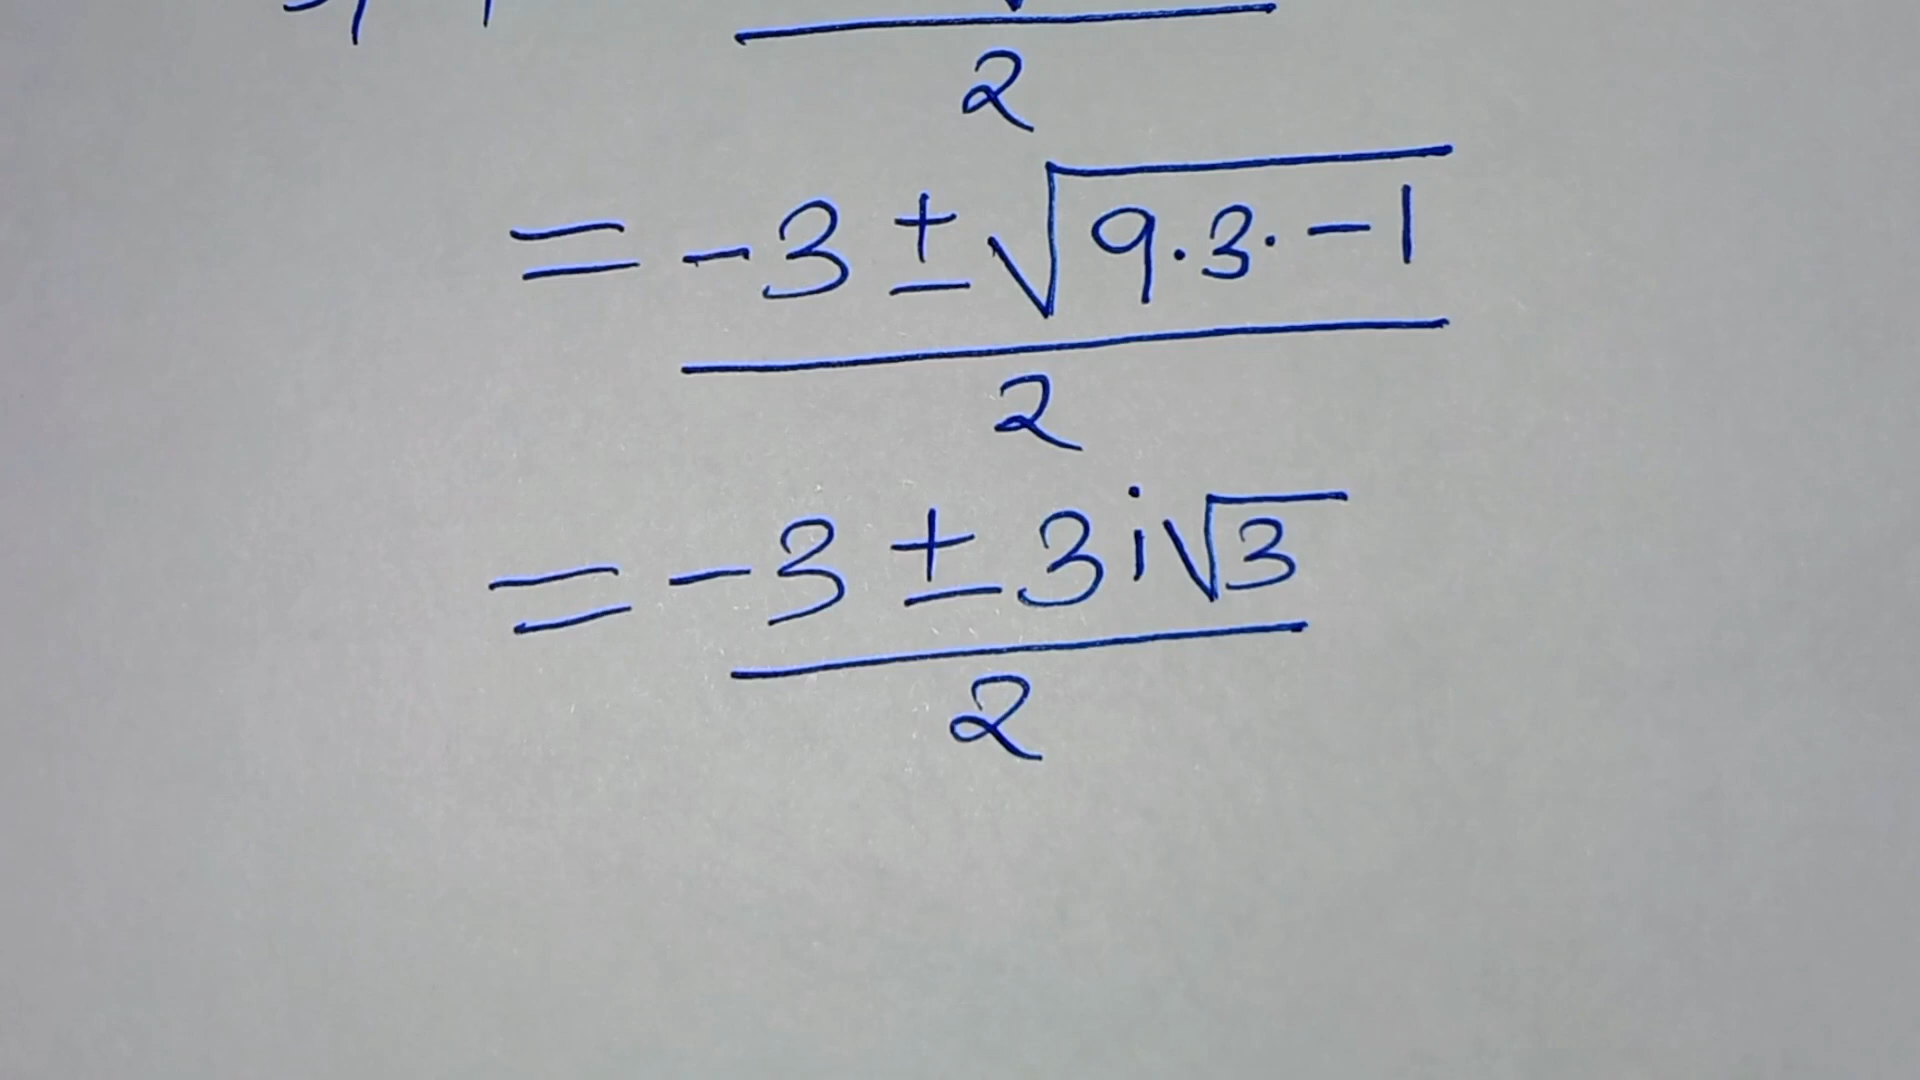 2
= -3 ± √9·3·-1
2
= -3 ± 3i√3
2